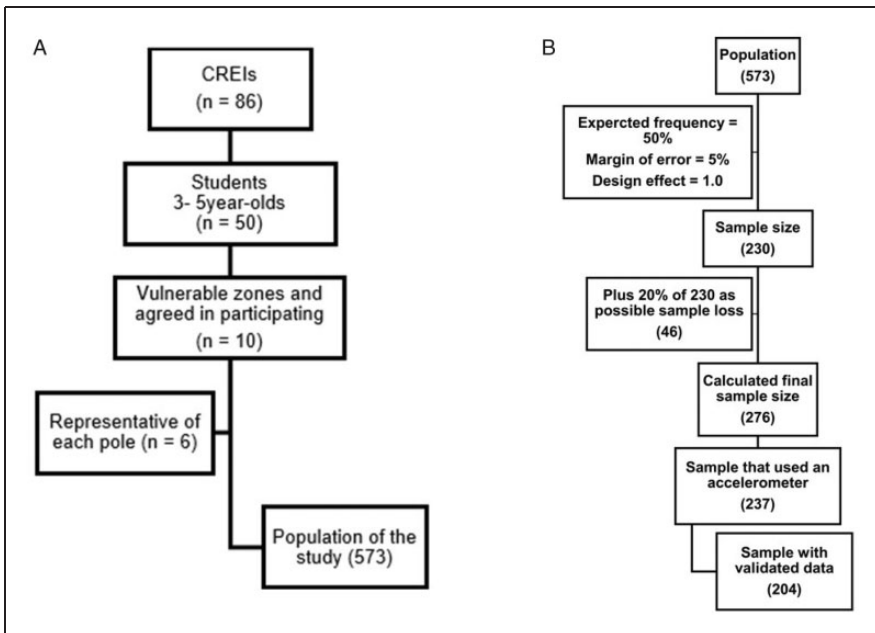 A
CREIs
(n = 86)
Students
3- 5year-olds
(n = 50)
Vulnerable zones and
agreed in participating
(n = 10)
Representative of
each pole (n = 6)
Population of the
study (573)
B
Population
(573)
Expercted frequency =
50%
Margin of error = 5%
Design effect = 1.0
Sample size
(230)
Plus 20% of 230 as
possible sample loss
(46)
Calculated final
sample size
(276)
Sample that used an
accelerometer
(237)
Sample with
validated data
(204)